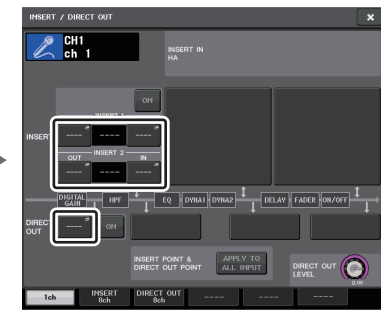 INSERT / DIRECT OUT
CH1
ch 1
INSERT IN
HA
ON
INSERT 1
INSERT
---- ---- ----
OUT INSERT 2 IN
---- ---- ----
DIGITAL GAIN HPF EQ DYNA1 DYNA2 DELAY FADER ON/OFF
DIRECT OUT
---- ON
INSERT POINT & DIRECT OUT POINT
APPLY TO ALL INPUT
DIRECT OUT LEVEL
0.00
1ch
INSERT 8ch
DIRECT OUT 8ch
---- ---- ----